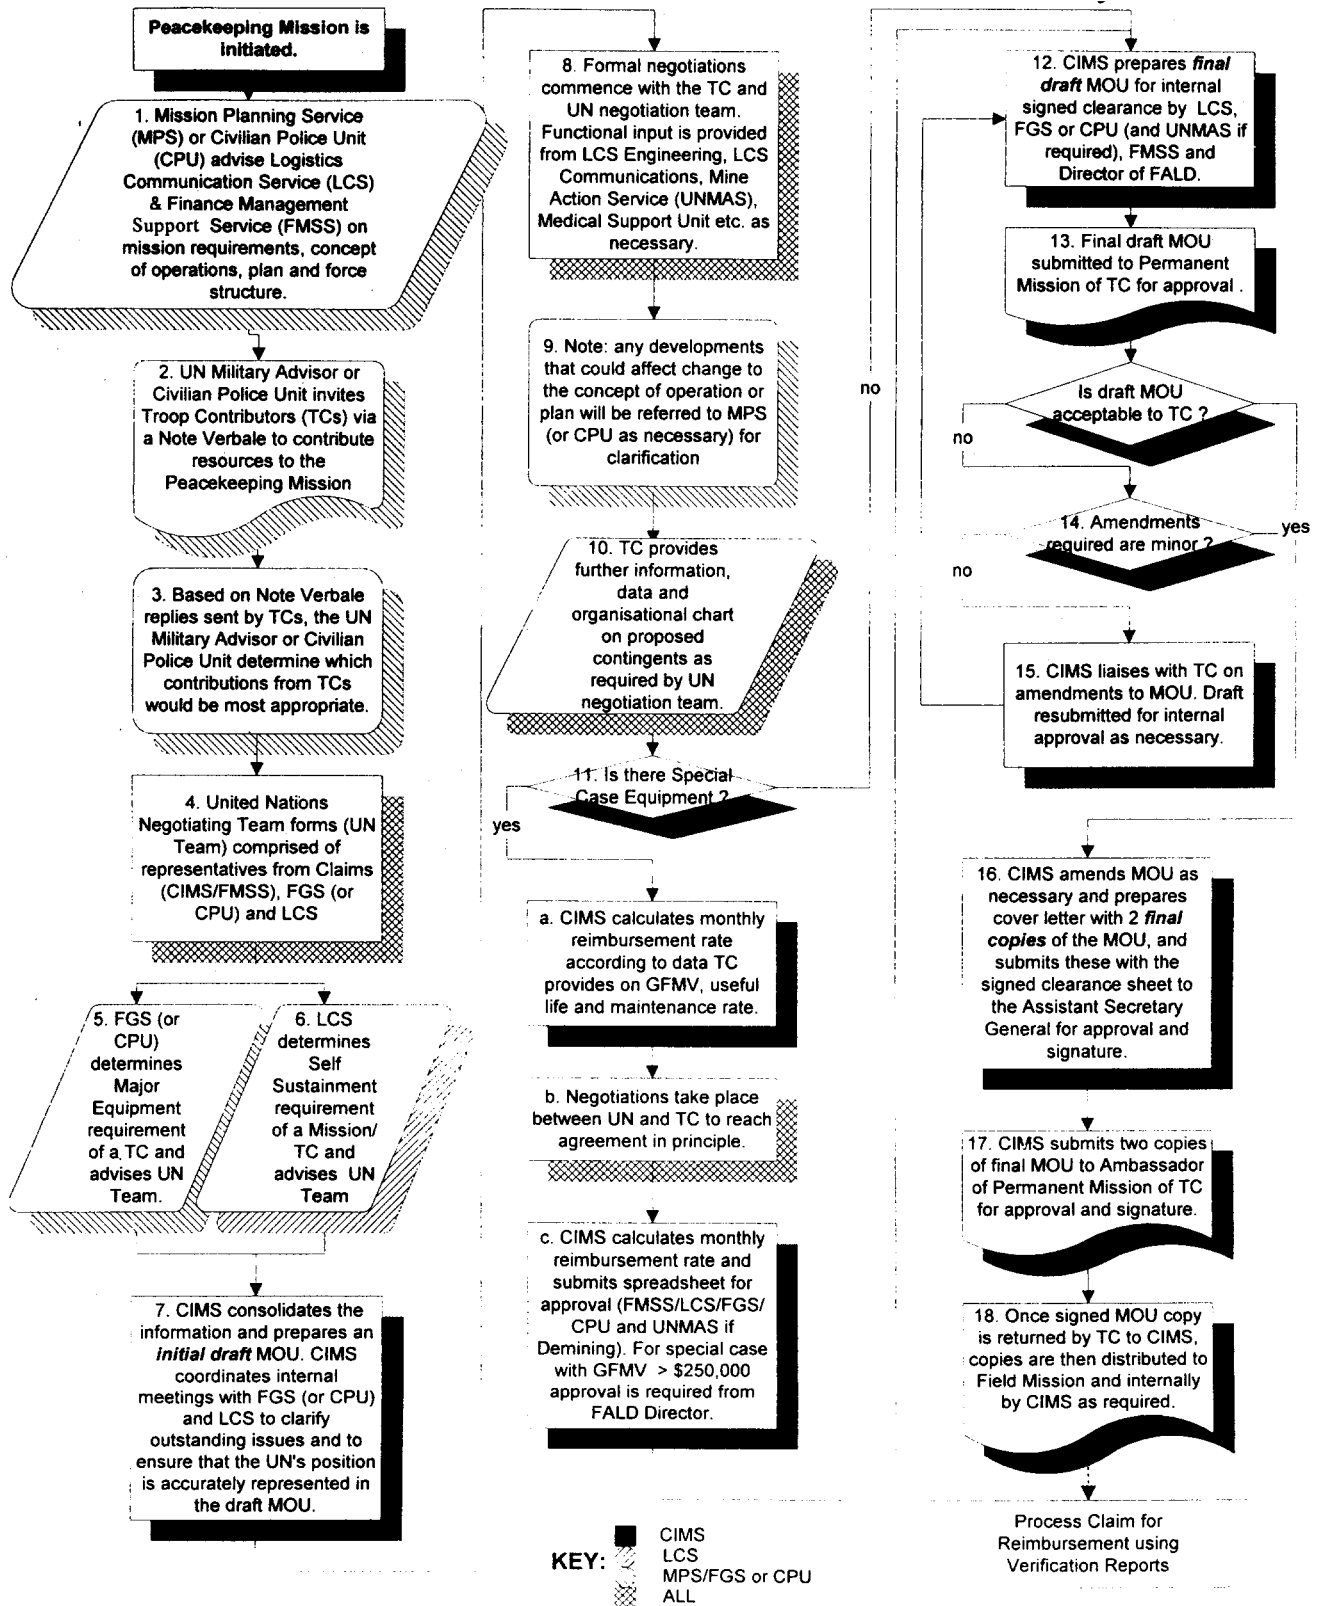 Peacekeeping Mission is
initiated.
1. Mission Planning Service
(MPS) or Civilian Police Unit
(CPU) advise Logistics
Communication Service (LCS)
& Finance Management
Support Service (FMSS) on
mission requirements, concept
of operations, plan and force
structure.
2. UN Military Advisor or
Civilian Police Unit invites
Troop Contributors (TCs) via
a Note Verbale to contribute
resources to the
Peacekeeping Mission
3. Based on Note Verbale
replies sent by TCs, the UN
Military Advisor or Civilian
Police Unit determine which
contributions from TCs
would be most appropriate.
4. United Nations
Negotiating Team forms (UN
Team) comprised of
representatives from Claims
(CIMS/FMSS), FGS (or
CPU) and LCS
5. FGS (or
CPU)
determines
Major
Equipment
requirement
of a TC and
advises UN
Team.
6. LCS
determines
Self
Sustainment
requirement
of a Mission/
TC and
advises UN
Team
7. CIMS consolidates the
information and prepares an
initial draft MOU. CIMS
coordinates internal
meetings with FGS (or CPU)
and LCS to clarify
outstanding issues and to
ensure that the UN's position
is accurately represented in
the draft MOU.
8. Formal negotiations
commence with the TC and
UN negotiation team.
Functional input is provided
from LCS Engineering, LCS
Communications, Mine
Action Service (UNMAS),
Medical Support Unit etc. as
necessary.
9. Note: any developments
that could affect change to
the concept of operation or
plan will be referred to MPS
(or CPU as necessary) for
clarification
10. TC provides
further information,
data and
organisational chart
on proposed
contingents as
required by UN
negotiation team.
11. Is there Special
Case Equipment ?
yes
no
a. CIMS calculates monthly
reimbursement rate
according to data TC
provides on GFMV, useful
life and maintenance rate.
b. Negotiations take place
between UN and TC to reach
agreement in principle.
c. CIMS calculates monthly
reimbursement rate and
submits spreadsheet for
approval (FMSS/LCS/FGS/
CPU and UNMAS if
Demining). For special case
with GFMV > $250,000
approval is required from
FALD Director.
12. CIMS prepares final
draft MOU for internal
signed clearance by LCS,
FGS or CPU (and UNMAS if
required), FMSS and
Director of FALD.
13. Final draft MOU
submitted to Permanent
Mission of TC for approval .
Is draft MOU
acceptable to TC ?
no
14. Amendments
required are minor ?
yes
no
15. CIMS liaises with TC on
amendments to MOU. Draft
resubmitted for internal
approval as necessary.
16. CIMS amends MOU as
necessary and prepares
cover letter with 2 final
copies of the MOU, and
submits these with the
signed clearance sheet to
the Assistant Secretary
General for approval and
signature.
17. CIMS submits two copies
of final MOU to Ambassador
of Permanent Mission of TC
for approval and signature.
18. Once signed MOU copy
is returned by TC to CIMS,
copies are then distributed to
Field Mission and internally
by CIMS as required.
Process Claim for
Reimbursement using
Verification Reports
KEY:
CIMS
LCS
MPS/FGS or CPU
ALL